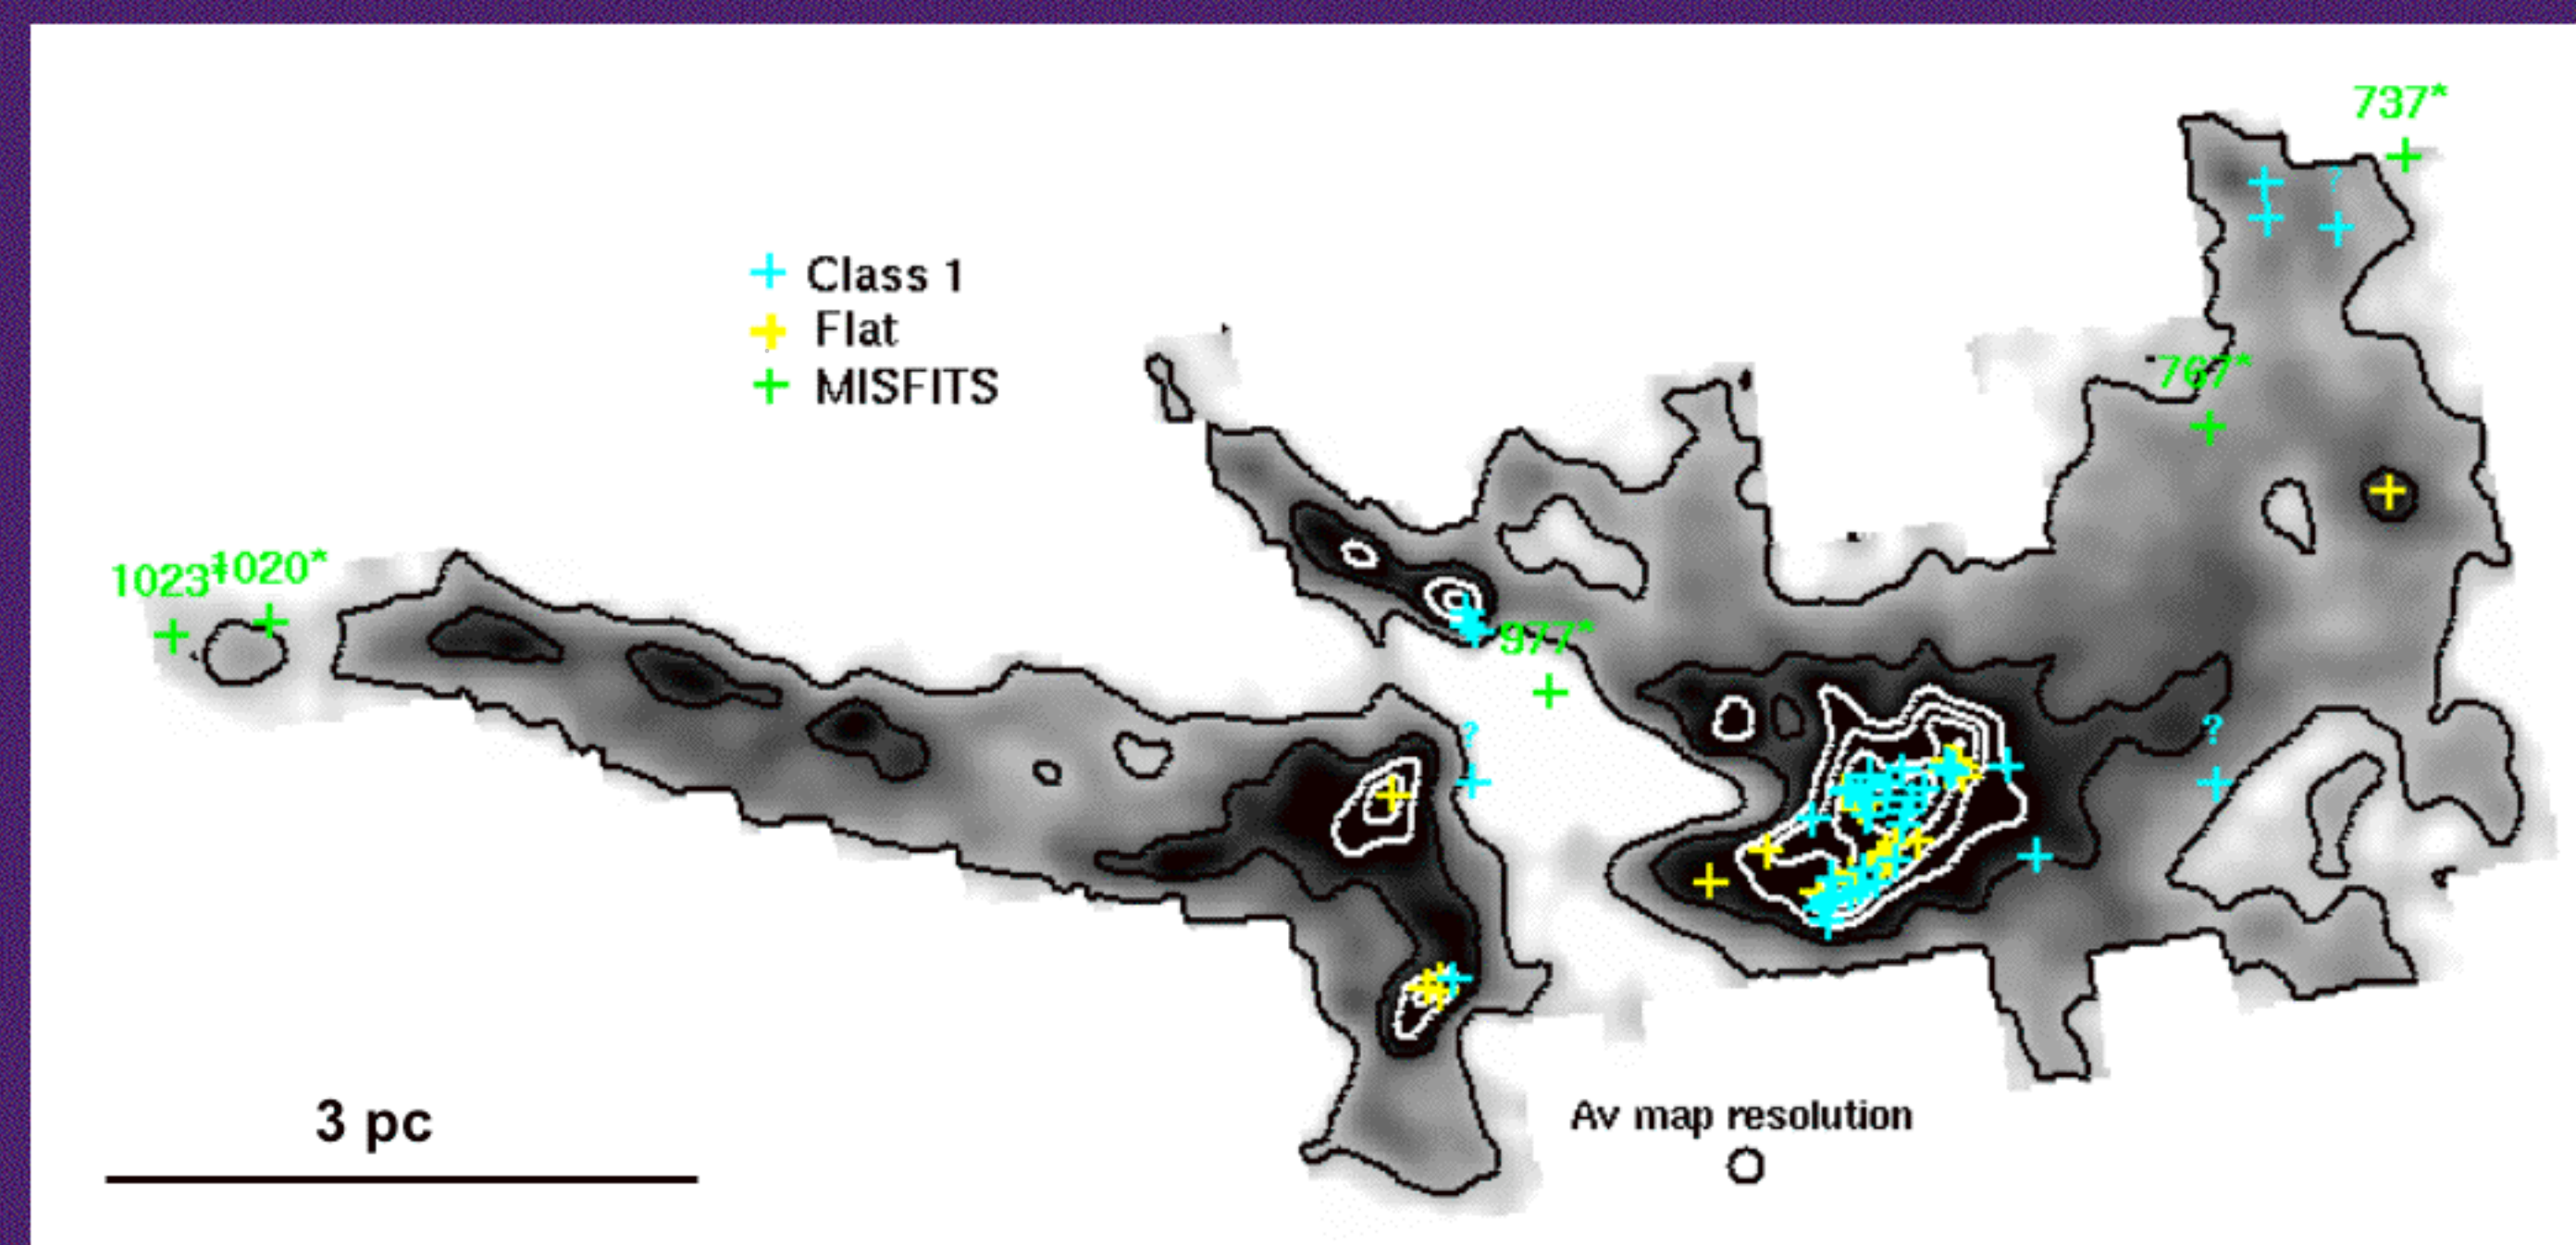 737*
?
Class 1
Flat
MISFITS
767*
1023*
1020*
977*
?
?
3 pc
Av map resolution